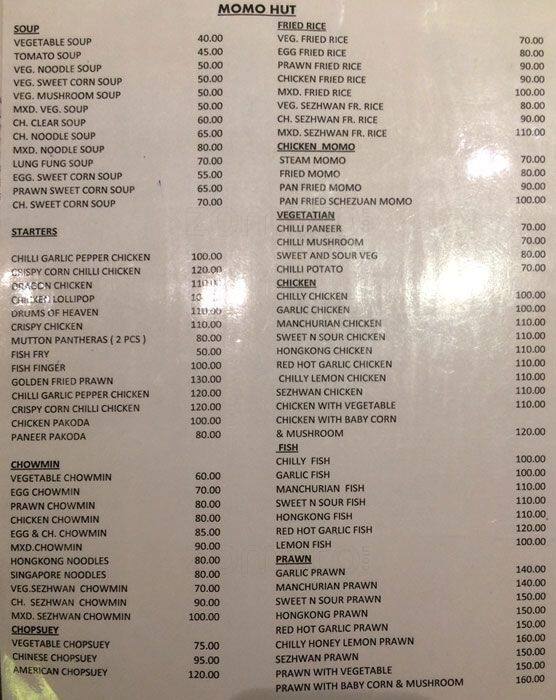 MOMO HUT
SOUP
VEGETABLE SOUP 40.00
TOMATO SOUP 45.00
VEG. NOODLE SOUP 50.00
VEG. SWEET CORN SOUP 50.00
VEG. MUSHROOM SOUP 50.00
MXD. VEG. SOUP 50.00
CH. CLEAR SOUP 60.00
CH. NOODLE SOUP 65.00
MXD. NOODLE SOUP 80.00
LUNG FUNG SOUP 70.00
EGG. SWEET CORN SOUP 55.00
PRAWN SWEET CORN SOUP 65.00
CH. SWEET CORN SOUP 70.00
STARTERS
CHILLI GARLIC PEPPER CHICKEN 100.00
CRISPY CORN CHILLI CHICKEN 120.00
DRAGON CHICKEN 110.00
CHICKEN LOLLIPOP
DRUMS OF HEAVEN 110.00
CRISPY CHICKEN 110.00
MUTTON PANTHERAS ( 2 PCS ) 80.00
FISH FRY 50.00
FISH FINGER 100.00
GOLDEN FRIED PRAWN 130.00
CHILLI GARLIC PEPPER CHICKEN 120.00
CRISPY CORN CHILLI CHICKEN 120.00
CHICKEN PAKODA 100.00
PANEER PAKODA 80.00
CHOWMIN
VEGETABLE CHOWMIN 60.00
EGG CHOWMIN 70.00
PRAWN CHOWMIN 80.00
CHICKEN CHOWMIN 80.00
EGG & CH. CHOWMIN 85.00
MXD.CHOWMIN 90.00
HONGKONG NOODLES 80.00
SINGAPORE NOODLES 80.00
VEG.SEZHWAN CHOWMIN 70.00
CH. SEZHWAN CHOWMIN 90.00
MXD. SEZHWAN CHOWMIN 100.00
CHOPSUEY
VEGETABLE CHOPSUEY 75.00
CHINESE CHOPSUEY 95.00
AMERICAN CHOPSUEY 120.00
FRIED RICE
VEG. FRIED RICE 70.00
EGG FRIED RICE 80.00
PRAWN FRIED RICE 90.00
CHICKEN FRIED RICE 90.00
MXD. FRIED RICE 100.00
VEG. SEZHWAN FR. RICE 80.00
CH. SEZHWAN FR. RICE 90.00
MXD. SEZHWAN FR. RICE 110.00
CHICKEN MOMO
STEAM MOMO 70.00
FRIED MOMO 80.00
PAN FRIED MOMO 90.00
PAN FRIED SCHEZUAN MOMO 100.00
VEGETATIAN
CHILLI PANEER 70.00
CHILLI MUSHROOM 70.00
SWEET AND SOUR VEG 80.00
CHILLI POTATO 70.00
CHICKEN
CHILLY CHICKEN 100.00
GARLIC CHICKEN 100.00
MANCHURIAN CHICKEN 110.00
SWEET N SOUR CHICKEN 110.00
HONGKONG CHICKEN 110.00
RED HOT GARLIC CHICKEN 110.00
CHILLY LEMON CHICKEN 110.00
SEZHWAN CHICKEN 110.00
CHICKEN WITH VEGETABLE 110.00
CHICKEN WITH BABY CORN
& MUSHROOM 120.00
FISH
CHILLY FISH 100.00
GARLIC FISH 100.00
MANCHURIAN FISH 110.00
SWEET N SOUR FISH 110.00
HONGKONG FISH 110.00
RED HOT GARLIC FISH 120.00
LEMON FISH 100.00
PRAWN
GARLIC PRAWN 140.00
MANCHURIAN PRAWN 140.00
SWEET N SOUR PRAWN 150.00
HONGKONG PRAWN 150.00
RED HOT GARLIC PRAWN 150.00
CHILLY HONEY LEMON PRAWN 160.00
SEZHWAN PRAWN 150.00
PRAWN WITH VEGETABLE 150.00
PRAWN WITH BABY CORN & MUSHROOM 160.00